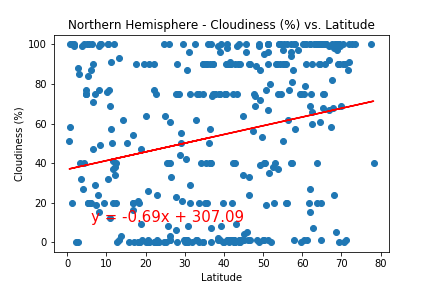 Northern Hemisphere - Cloudiness (%) vs. Latitude
100
80
60
40
20
0
Cloudiness (%)
y = -0.69x + 307.09
0 10 20 30 40 50 60 70 80
Latitude